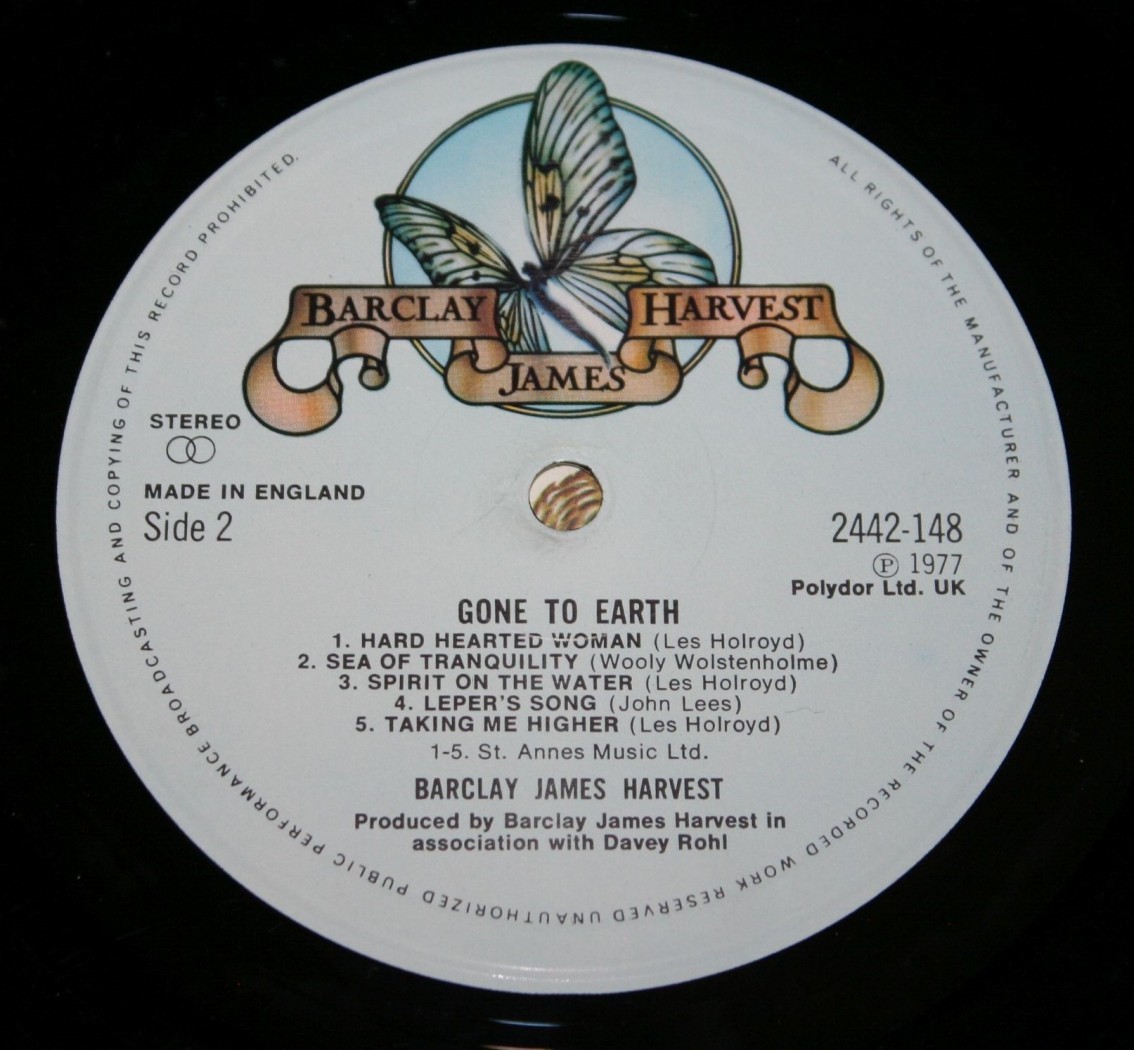 BARCLAY
JAMES
HARVEST
STEREO
MADE IN ENGLAND
Side 2
2442-148
Ⓟ 1977
Polydor Ltd. UK
GONE TO EARTH
1. HARD HEARTED WOMAN (Les Holroyd)
2. SEA OF TRANQUILITY (Wooly Wolstenholme)
3. SPIRIT ON THE WATER (Les Holroyd)
4. LEPER'S SONG (John Lees)
5. TAKING ME HIGHER (Les Holroyd)
1-5. St. Annes Music Ltd.
BARCLAY JAMES HARVEST
Produced by Barclay James Harvest in
association with Davey Rohl
ALL RIGHTS OF THE MANUFACTURER AND OF THE OWNER OF THE RECORDED WORK RESERVED UNAUTHORIZED PUBLIC PERFORMANCE BROADCASTING AND COPYING OF THIS RECORD PROHIBITED.